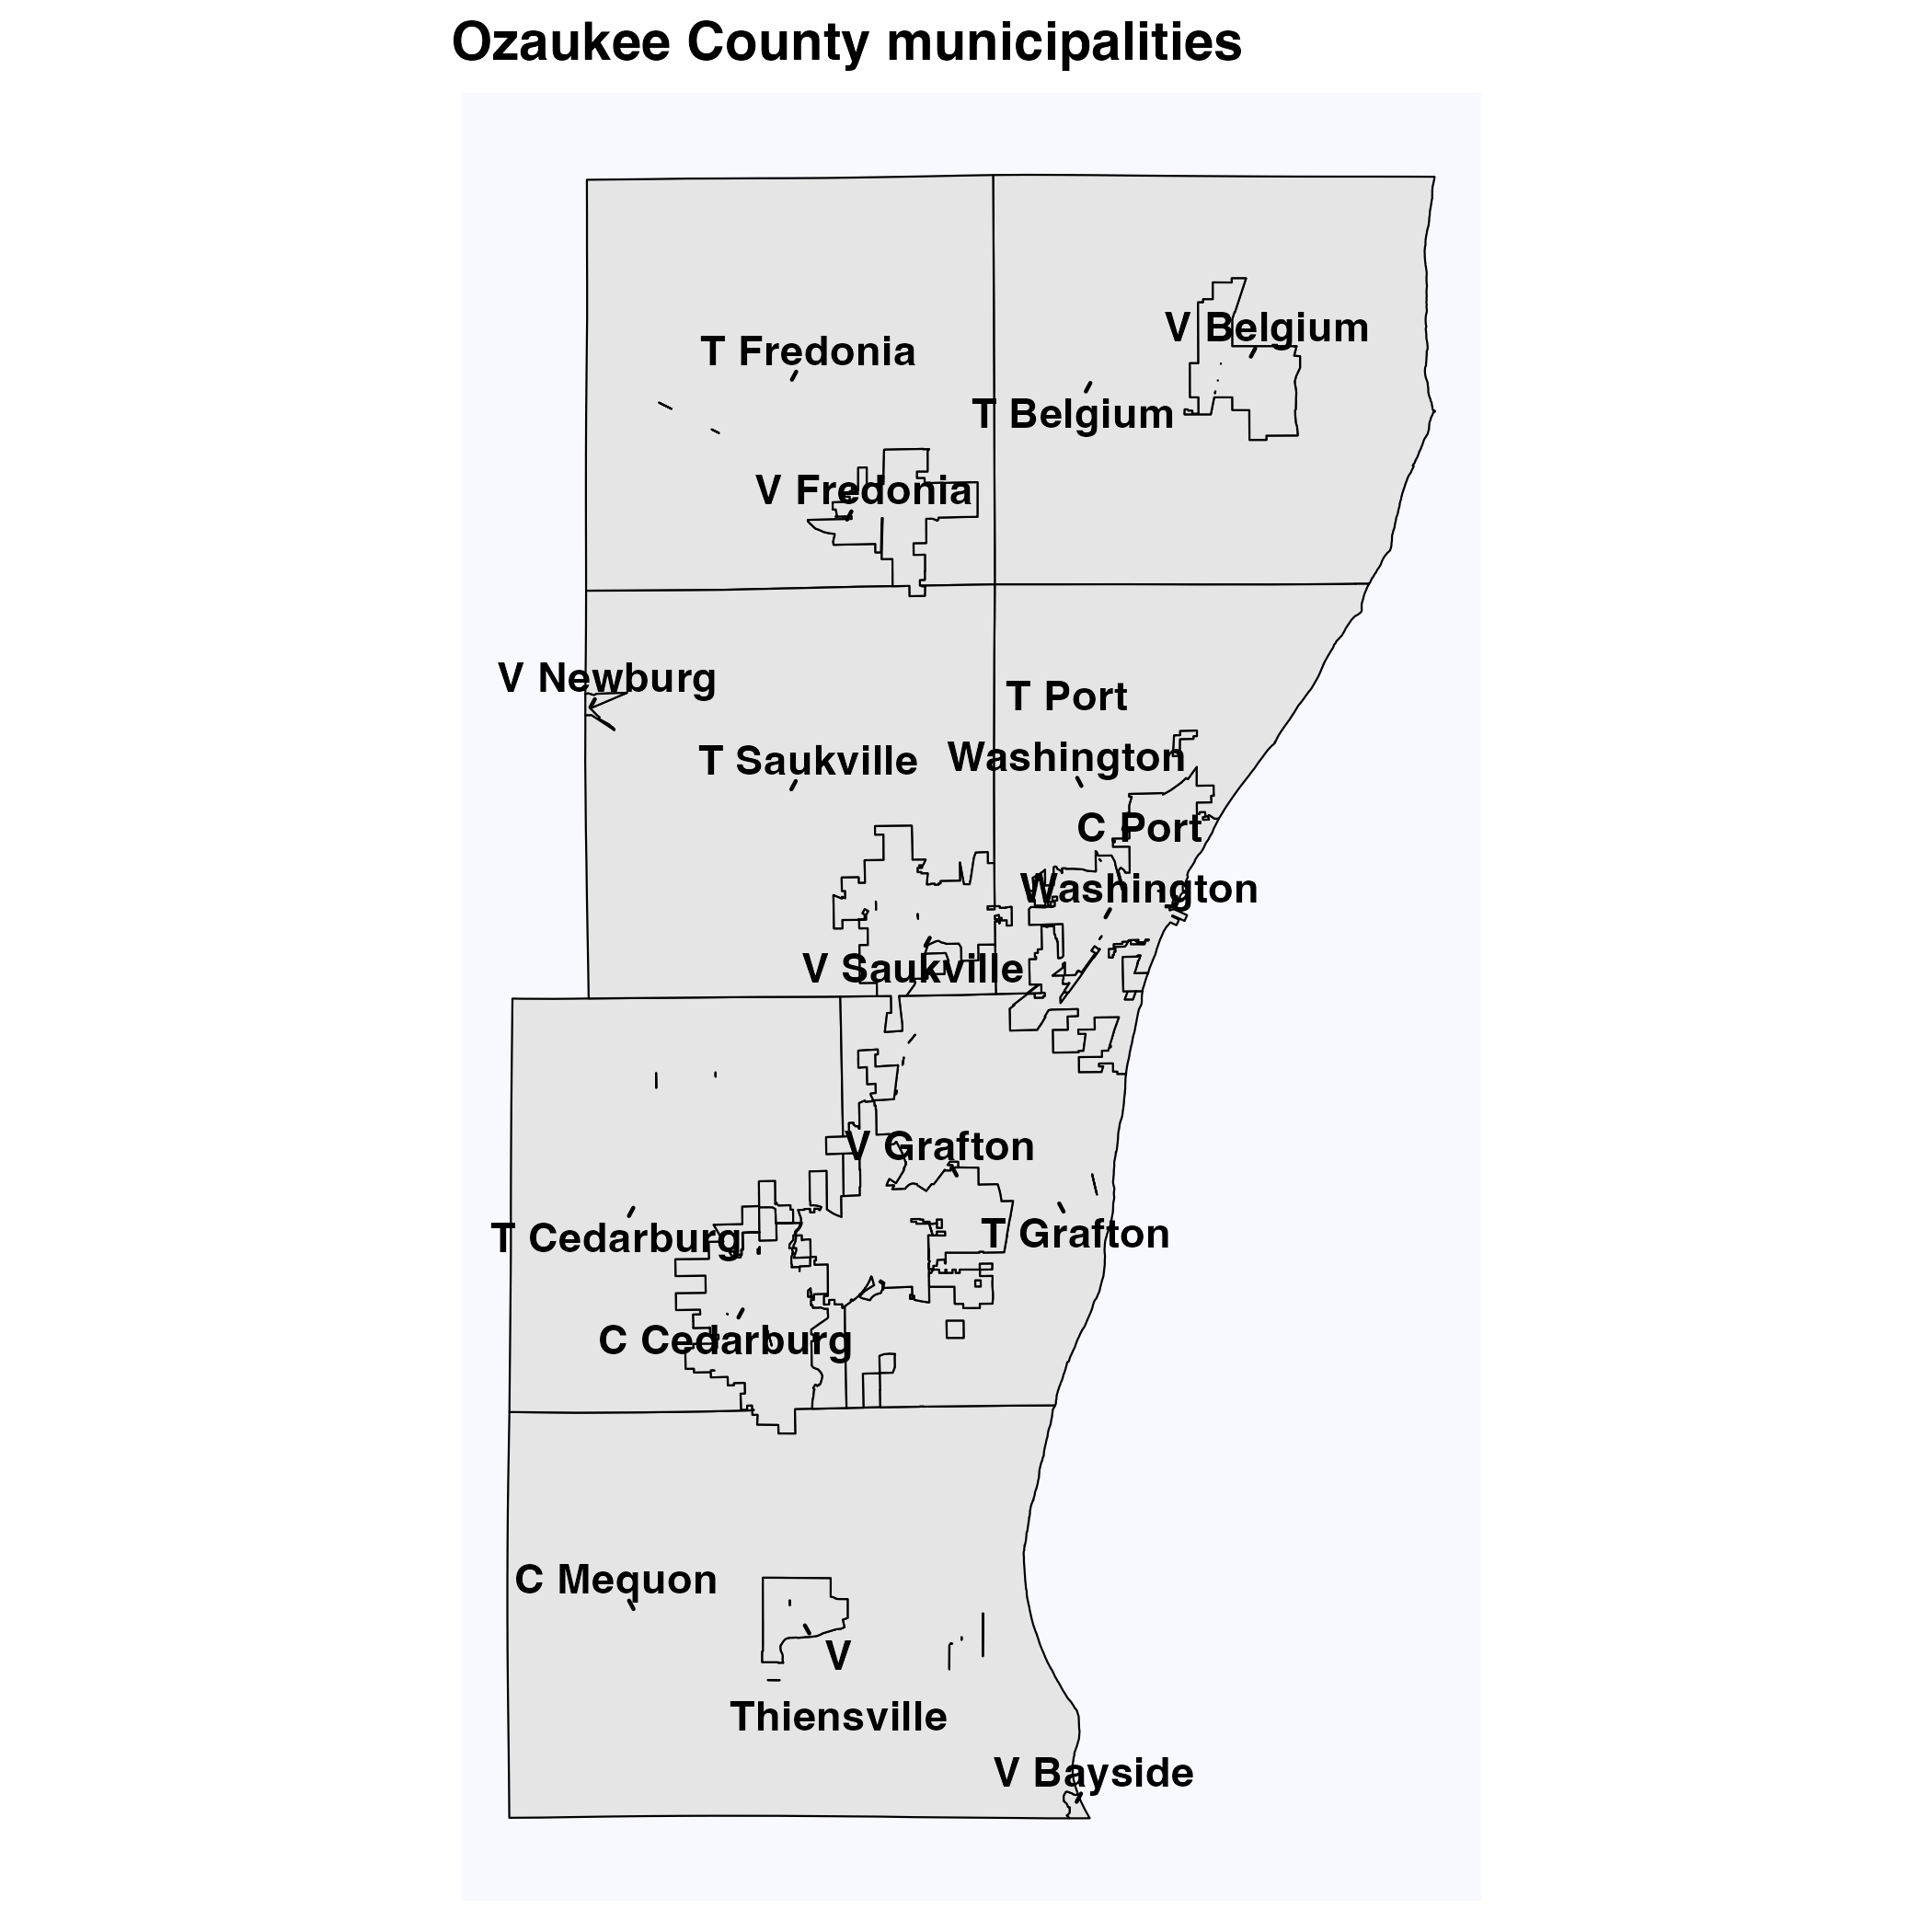 Ozaukee County municipalities
V Belgium
T Fredonia
T Belgium
V Fredonia
V Newburg
T Port
Washington
T Saukville
C Port
Washington
V Saukville
V Grafton
T Grafton
T Cedarburg
C Cedarburg
C Mequon
V
Thiensville
V Bayside